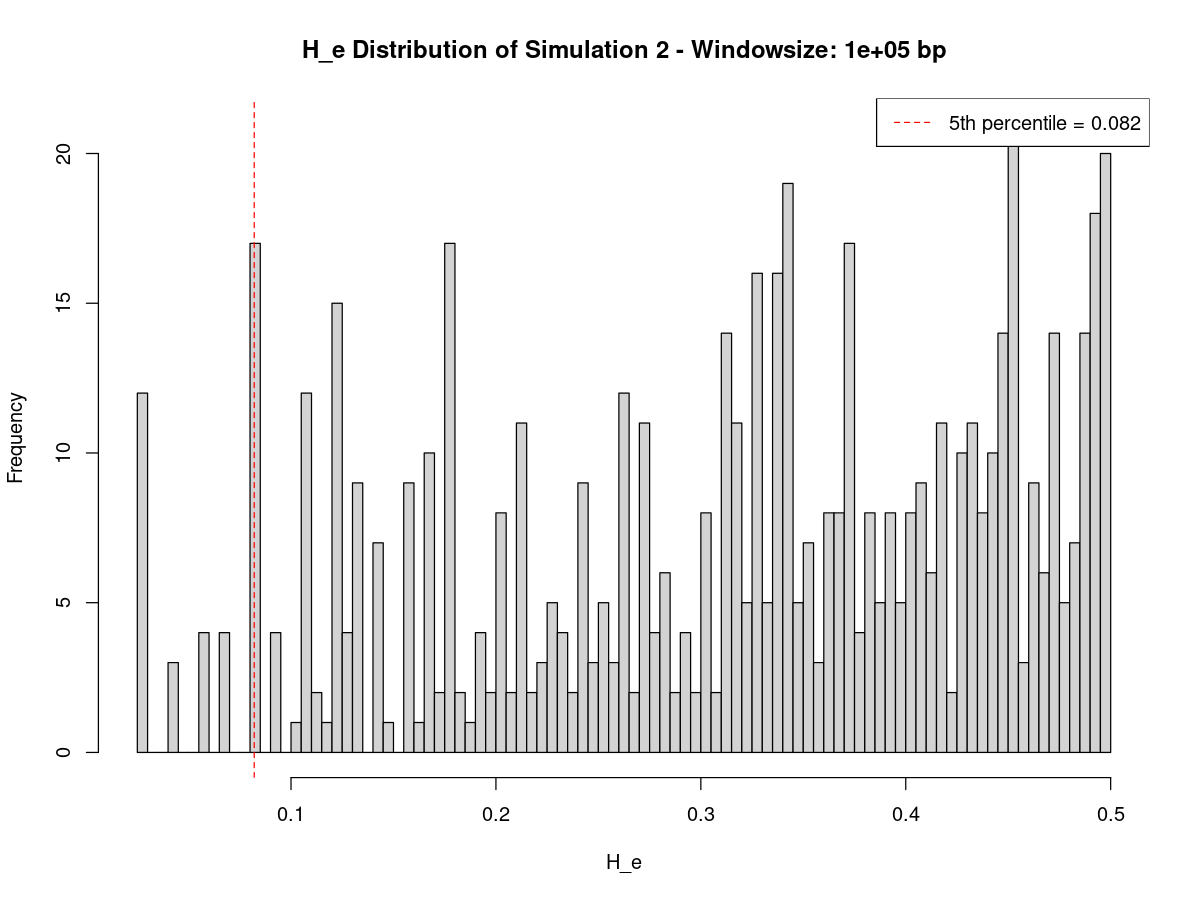 H_e Distribution of Simulation 2 - Windowsize: 1e+05 bp
5th percentile = 0.082
Frequency
20
15
10
5
0
0.1 0.2 0.3 0.4 0.5
H_e